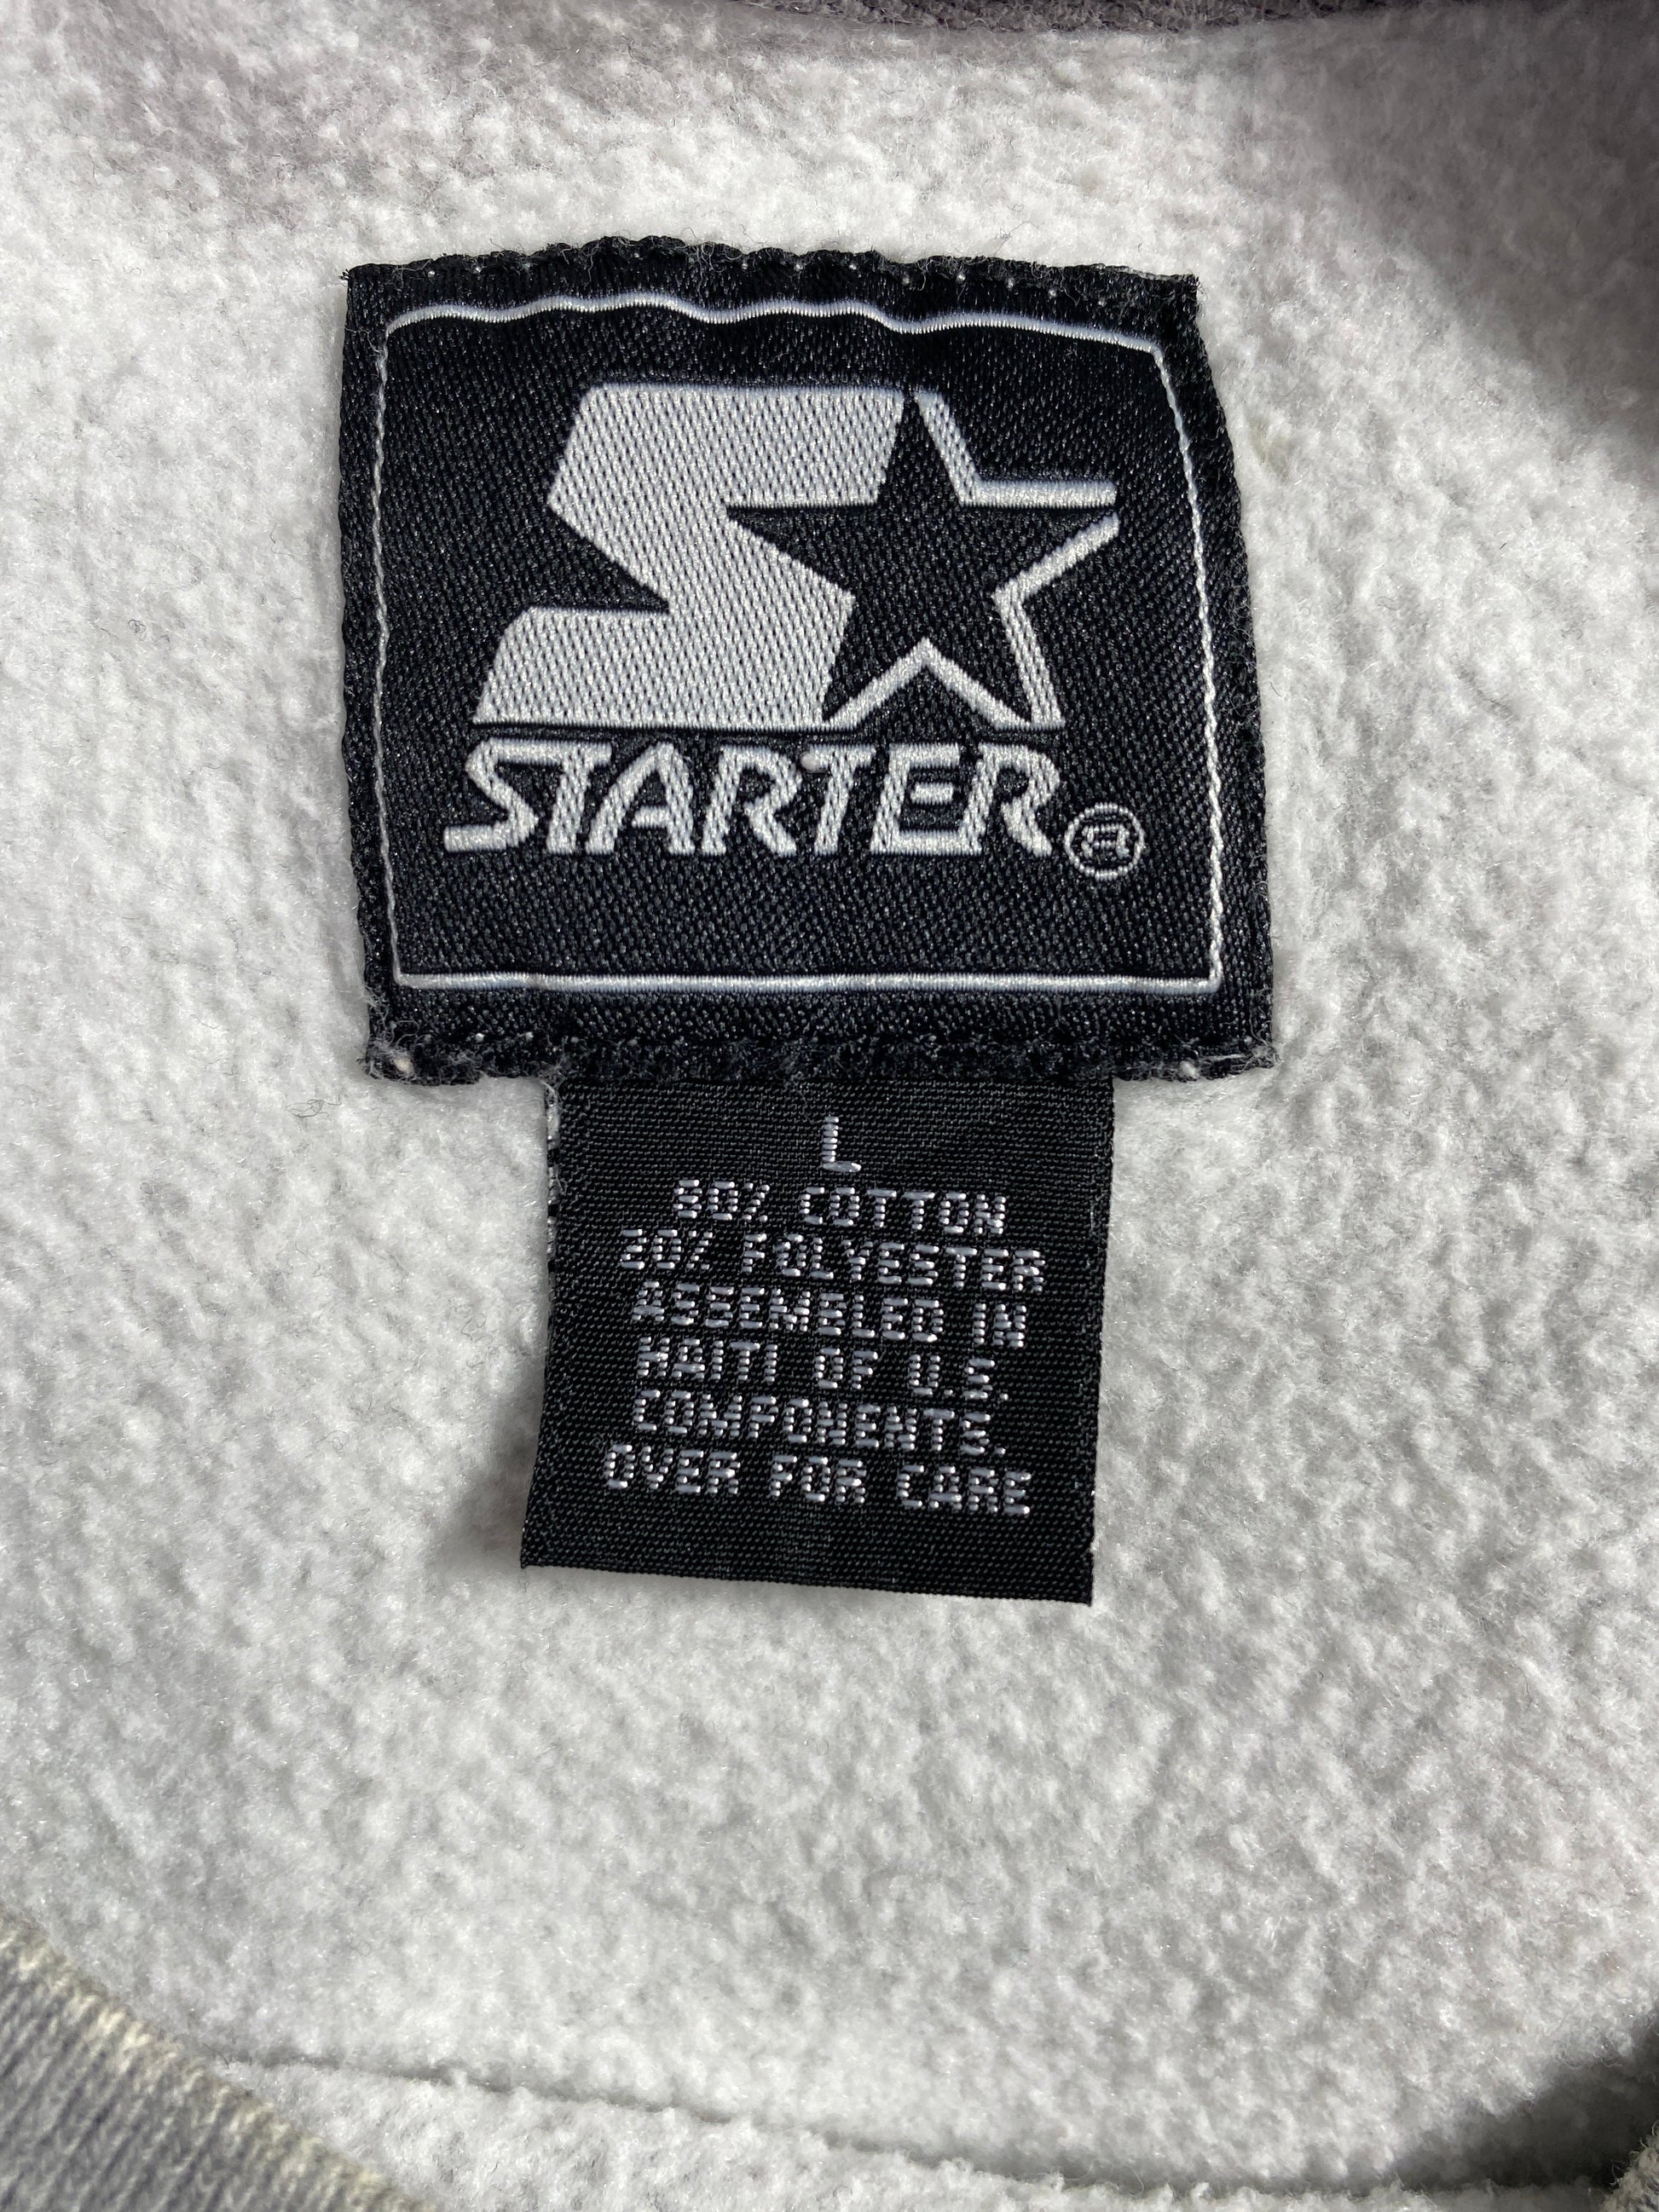 STARTER®
L
80% COTTON
20% POLYESTER
ASSEMBLED IN
HAITI OF U.S.
COMPONENTS.
OVER FOR CARE